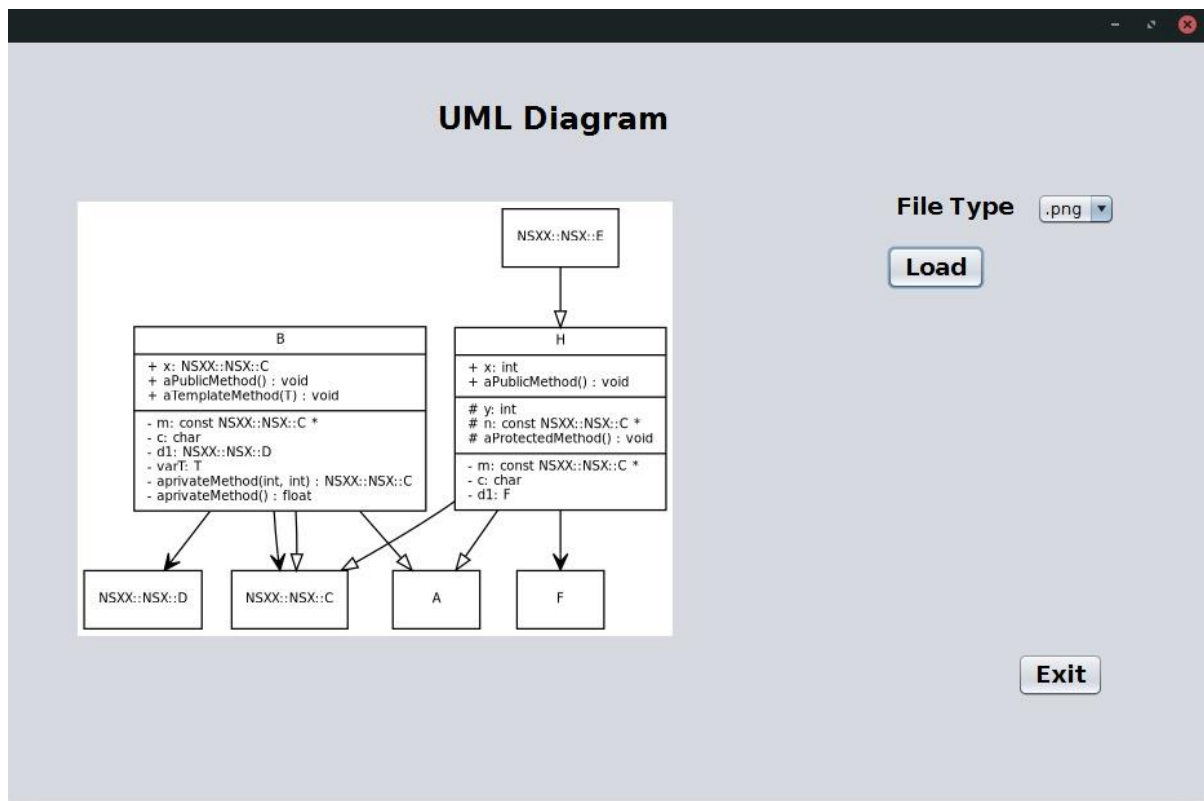 UML Diagram
File Type
.png
Load
NSXX::NSX::E
B
+ x: NSXX::NSX::C
+ aPublicMethod() : void
+ aTemplateMethod(T) : void
- m: const NSXX::NSX::C *
- c: char
- d1: NSXX::NSX::D
- varT: T
- aprivateMethod(int, int) : NSXX::NSX::C
- aprivateMethod() : float
H
+ x: int
+ aPublicMethod() : void
# y: int
# n: const NSXX::NSX::C *
# aProtectedMethod() : void
- m: const NSXX::NSX::C *
- c: char
- d1: F
NSXX::NSX::D
NSXX::NSX::C
A
F
Exit